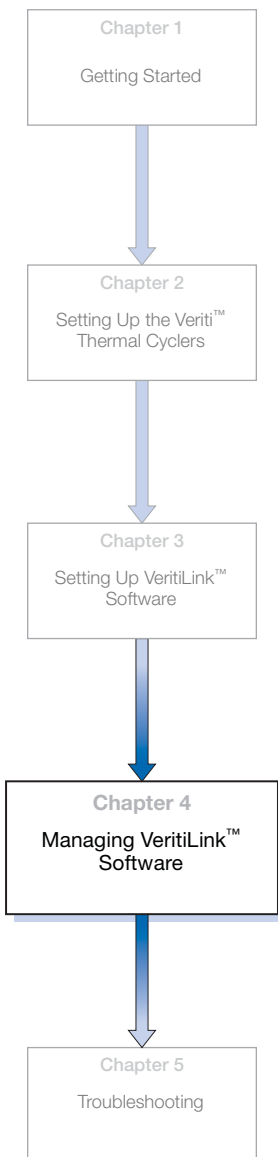 Chapter 1
Getting Started
Chapter 2
Setting Up the Veriti™
Thermal Cyclers
Chapter 3
Setting Up VeritiLink™
Software
Chapter 4
Managing VeritiLink™
Software
Chapter 5
Troubleshooting